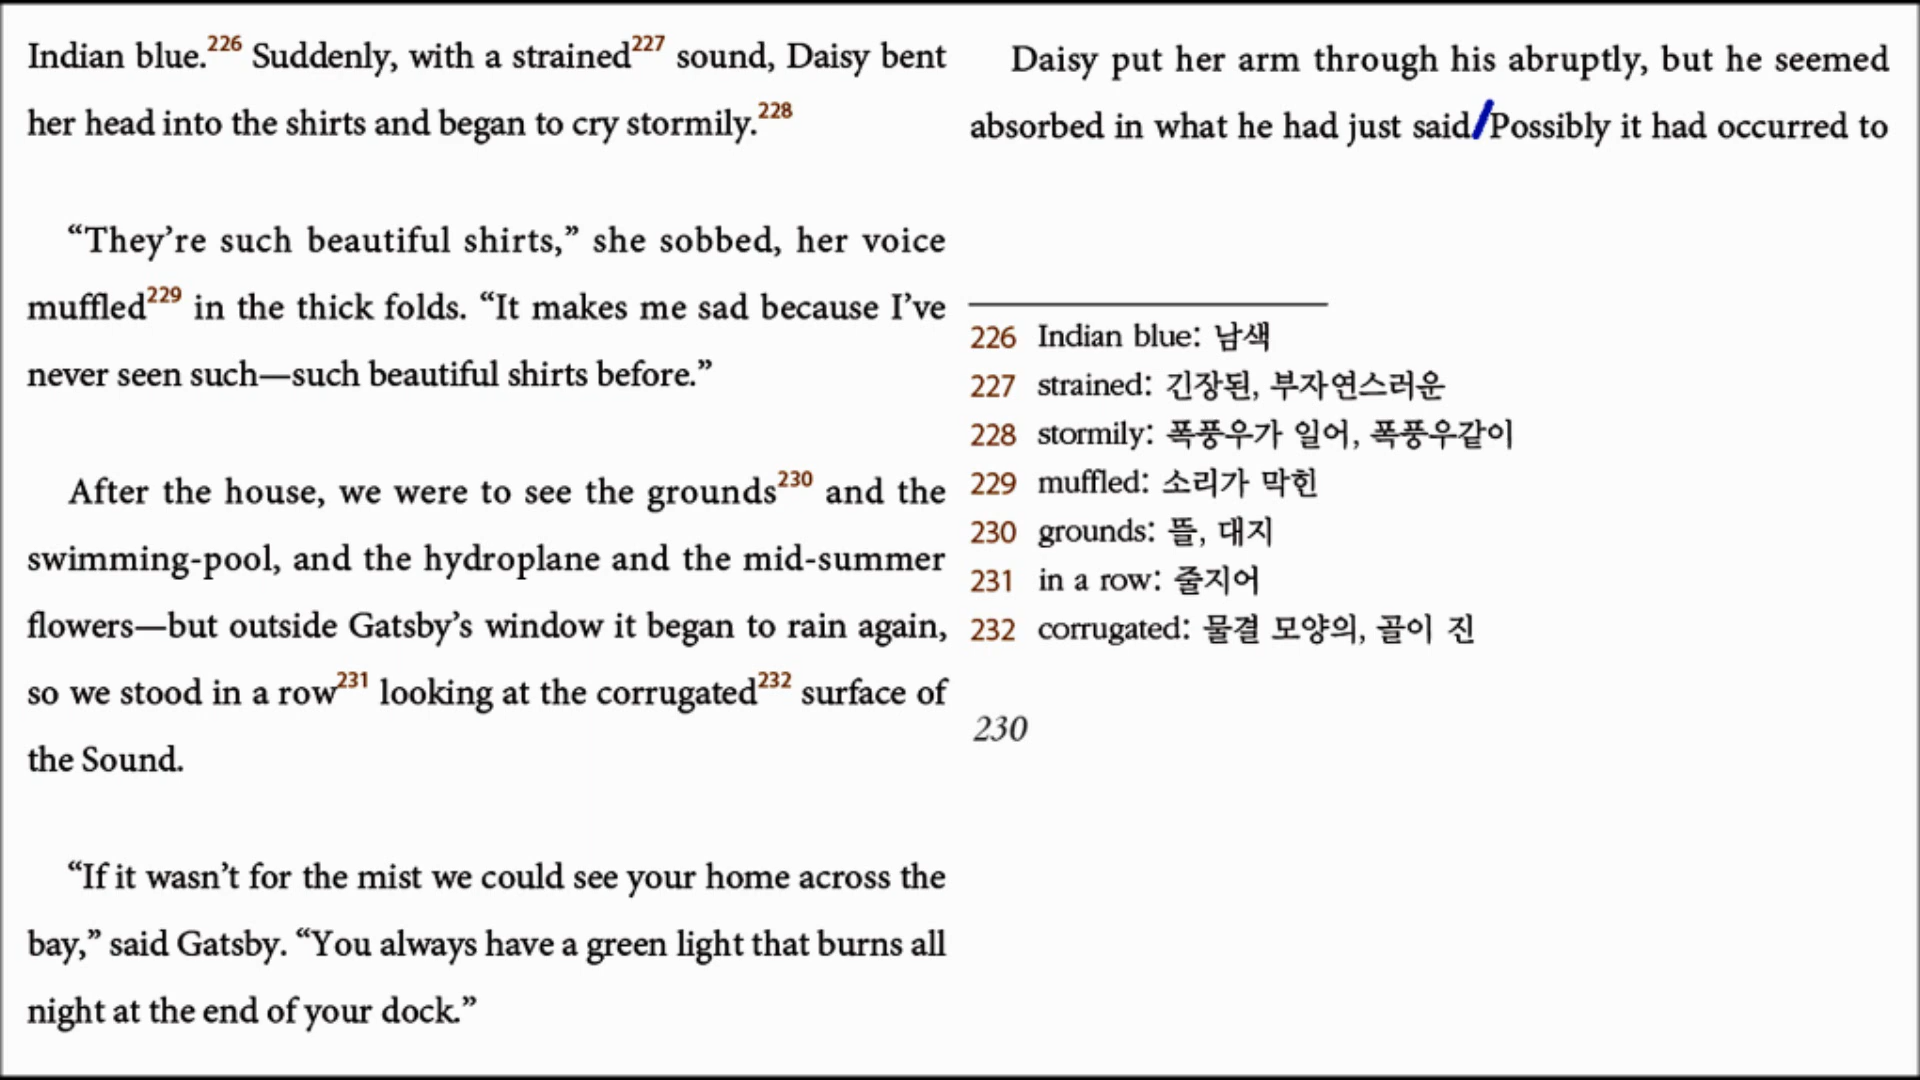 Indian blue.226 Suddenly, with a strained227 sound, Daisy bent
her head into the shirts and began to cry stormily.228
“They’re such beautiful shirts,” she sobbed, her voice
muffled229 in the thick folds. “It makes me sad because I’ve
never seen such—such beautiful shirts before.”
After the house, we were to see the grounds230 and the
swimming-pool, and the hydroplane and the mid-summer
flowers—but outside Gatsby’s window it began to rain again,
so we stood in a row231 looking at the corrugated232 surface of
the Sound.
“If it wasn’t for the mist we could see your home across the
bay,” said Gatsby. “You always have a green light that burns all
night at the end of your dock.”
Daisy put her arm through his abruptly, but he seemed
absorbed in what he had just said/Possibly it had occurred to
226 Indian blue: 남색
227 strained: 긴장된, 부자연스러운
228 stormily: 폭풍우가 일어, 폭풍우같이
229 muffled: 소리가 막힌
230 grounds: 뜰, 대지
231 in a row: 줄지어
232 corrugated: 물결 모양의, 골이 진
230